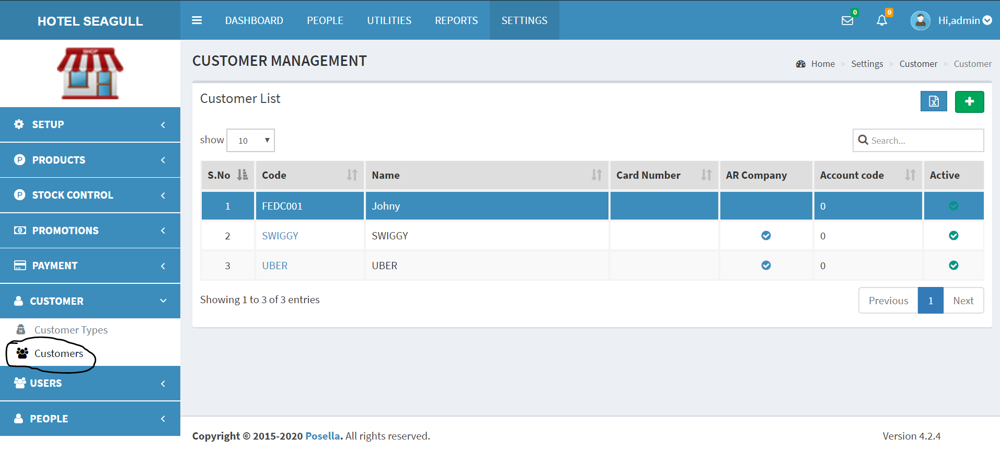 HOTEL SEAGULL
DASHBOARD PEOPLE UTILITIES REPORTS SETTINGS
0
0
Hi,admin
SHOP
SETUP
PRODUCTS
STOCK CONTROL
PROMOTIONS
PAYMENT
CUSTOMER
Customer Types
Customers
USERS
PEOPLE
CUSTOMER MANAGEMENT
Home > Settings > Customer > Customer
Customer List
show 10
Search...
S.No Code Name Card Number AR Company Account code Active
1 FEDC001 Johny 0
2 SWIGGY SWIGGY 0
3 UBER UBER 0
Showing 1 to 3 of 3 entries
Previous 1 Next
Copyright © 2015-2020 Posella. All rights reserved.
Version 4.2.4